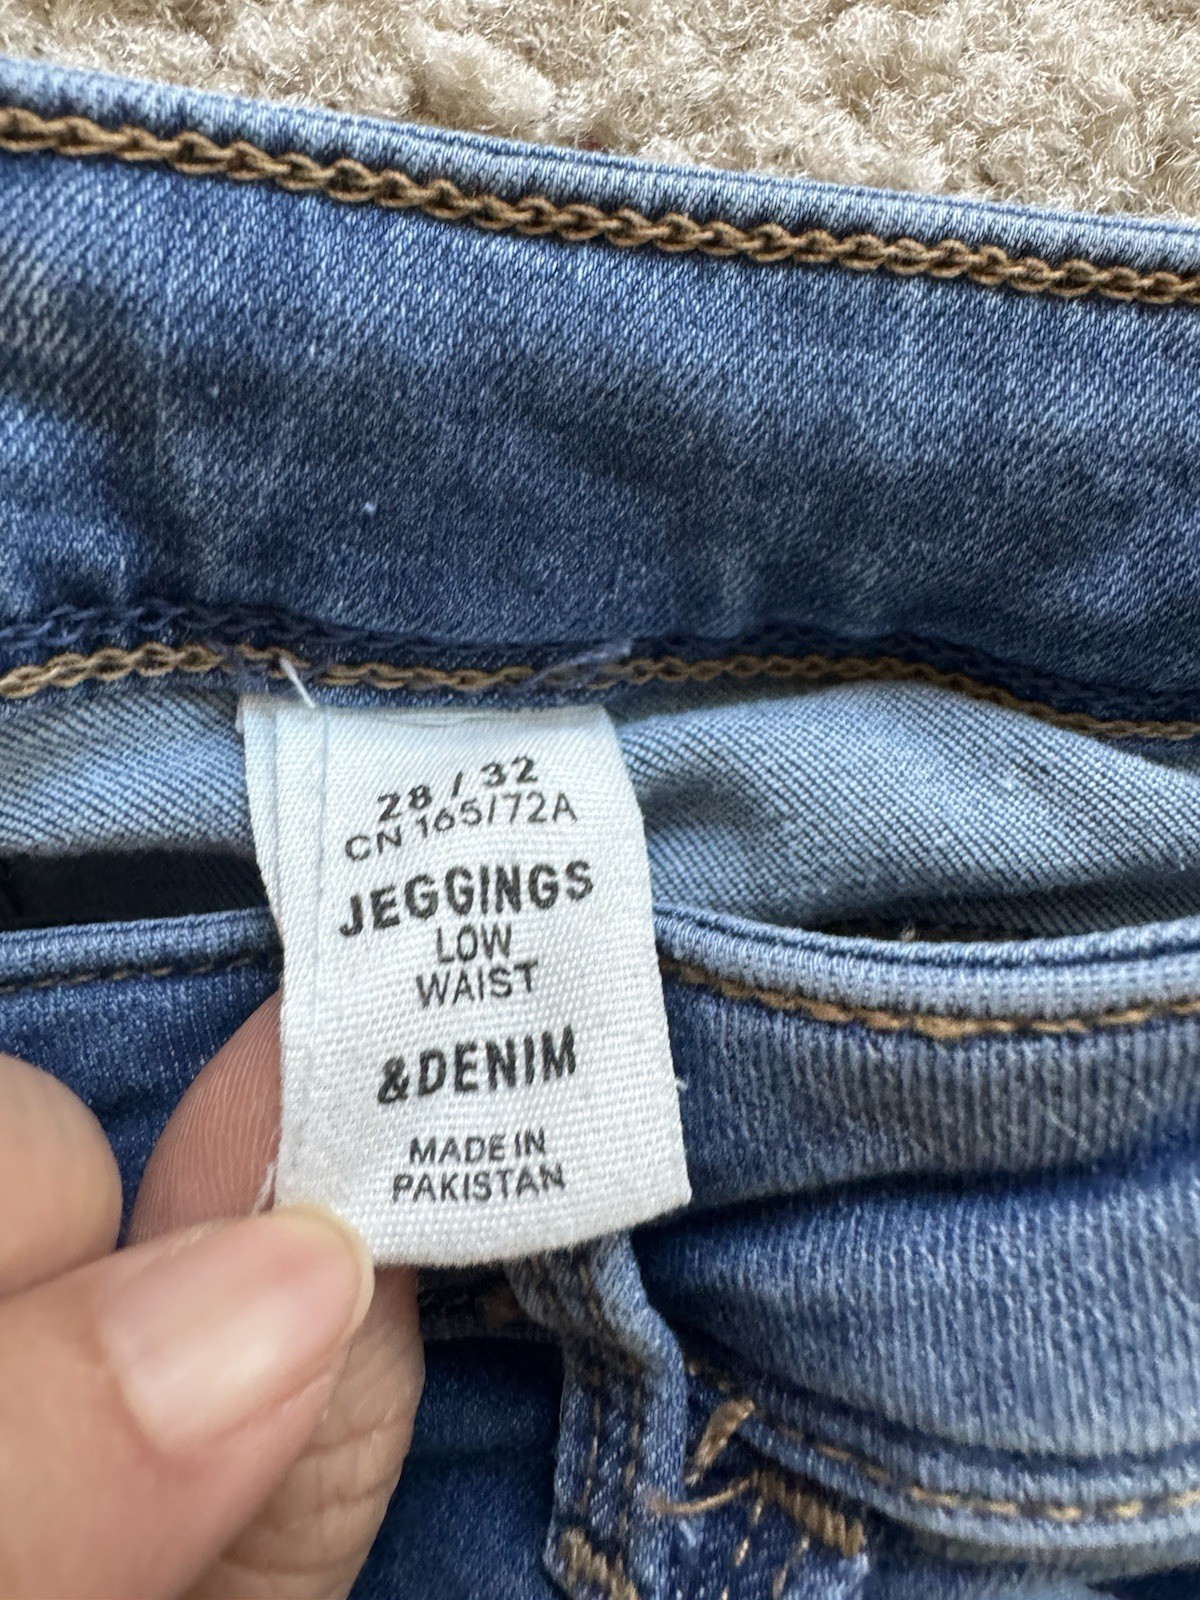 28 / 32
CN 165/72A
JEGGINGS
LOW
WAIST
&DENIM
MADE IN
PAKISTAN